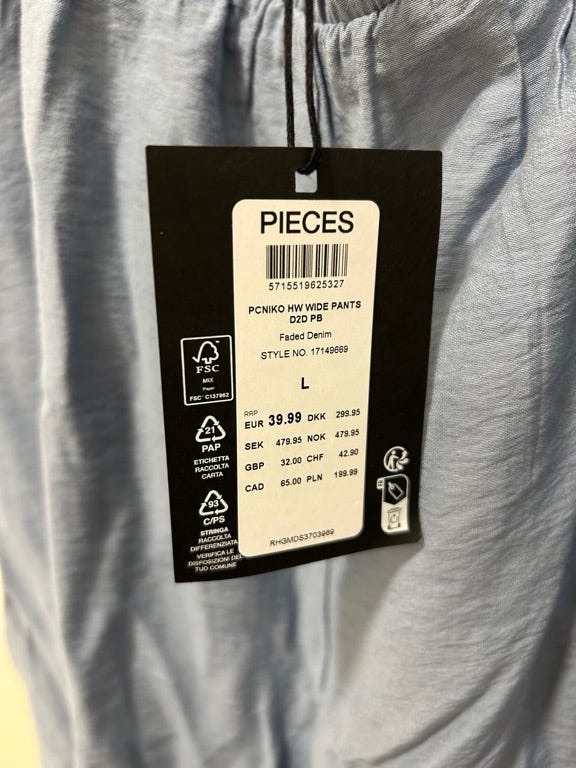 PIECES
5715519625327
PCNIKO HW WIDE PANTS
D2D PB
Faded Denim
STYLE NO. 17149669
L
RRP
EUR 39.99 DKK 299.95
SEK 479.95 NOK 479.95
GBP 32.00 CHF 42.90
CAD 65.00 PLN 199.99
RHGMDS3703969
FSC
MIX
Paper
FSC® C137962
21
PAP
ETICHETTA
RACCOLTA
CARTA
93
C/PS
STRINGA
RACCOLTA
DIFFERENZIATA
VERIFICA LE
DISPOSIZIONI DEL
TUO COMUNE
FR